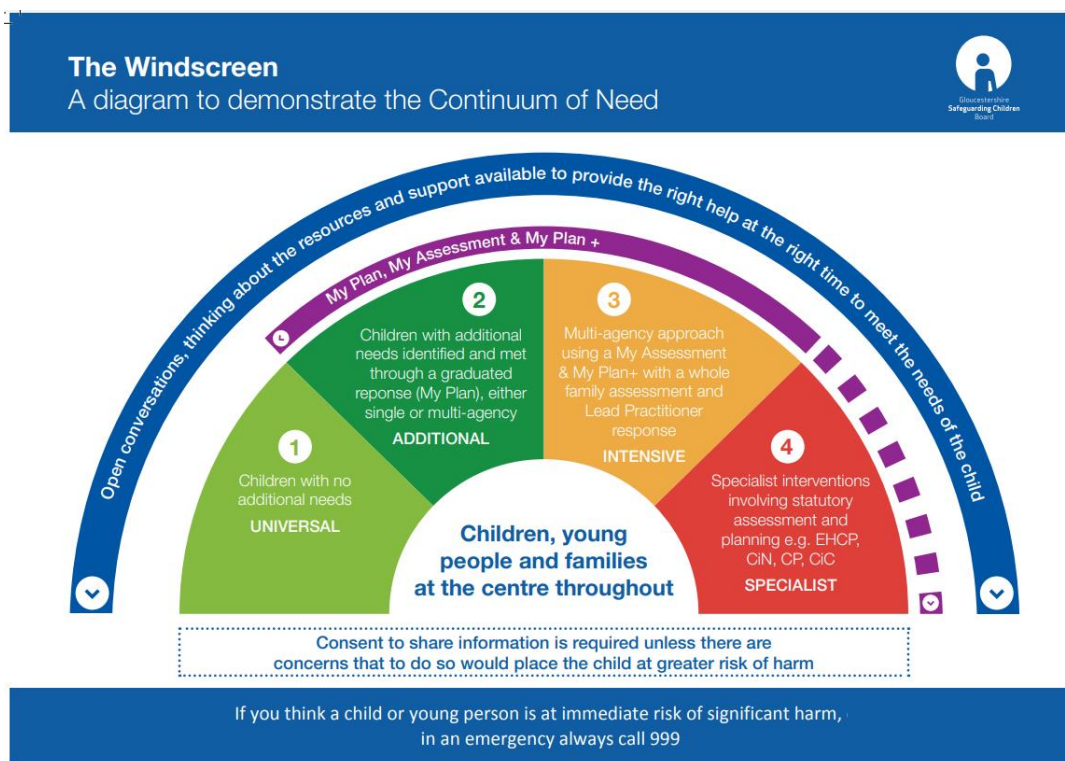 The Windscreen
A diagram to demonstrate the Continuum of Need
Gloucestershire
Safeguarding Children
Board
Open conversations, thinking about the resources and support available to provide the right help at the right time to meet the needs of the child
My Plan, My Assessment & My Plan +
1
Children with no
additional needs
UNIVERSAL
2
Children with additional
needs identified and met
through a graduated
reponse (My Plan), either
single or multi-agency
ADDITIONAL
3
Multi-agency approach
using a My Assessment
& My Plan+ with a whole
family assessment and
Lead Practitioner
response
INTENSIVE
4
Specialist interventions
involving statutory
assessment and
planning e.g. EHCP,
CiN, CP, CiC
SPECIALIST
Children, young
people and families
at the centre throughout
Consent to share information is required unless there are
concerns that to do so would place the child at greater risk of harm
If you think a child or young person is at immediate risk of significant harm,
in an emergency always call 999